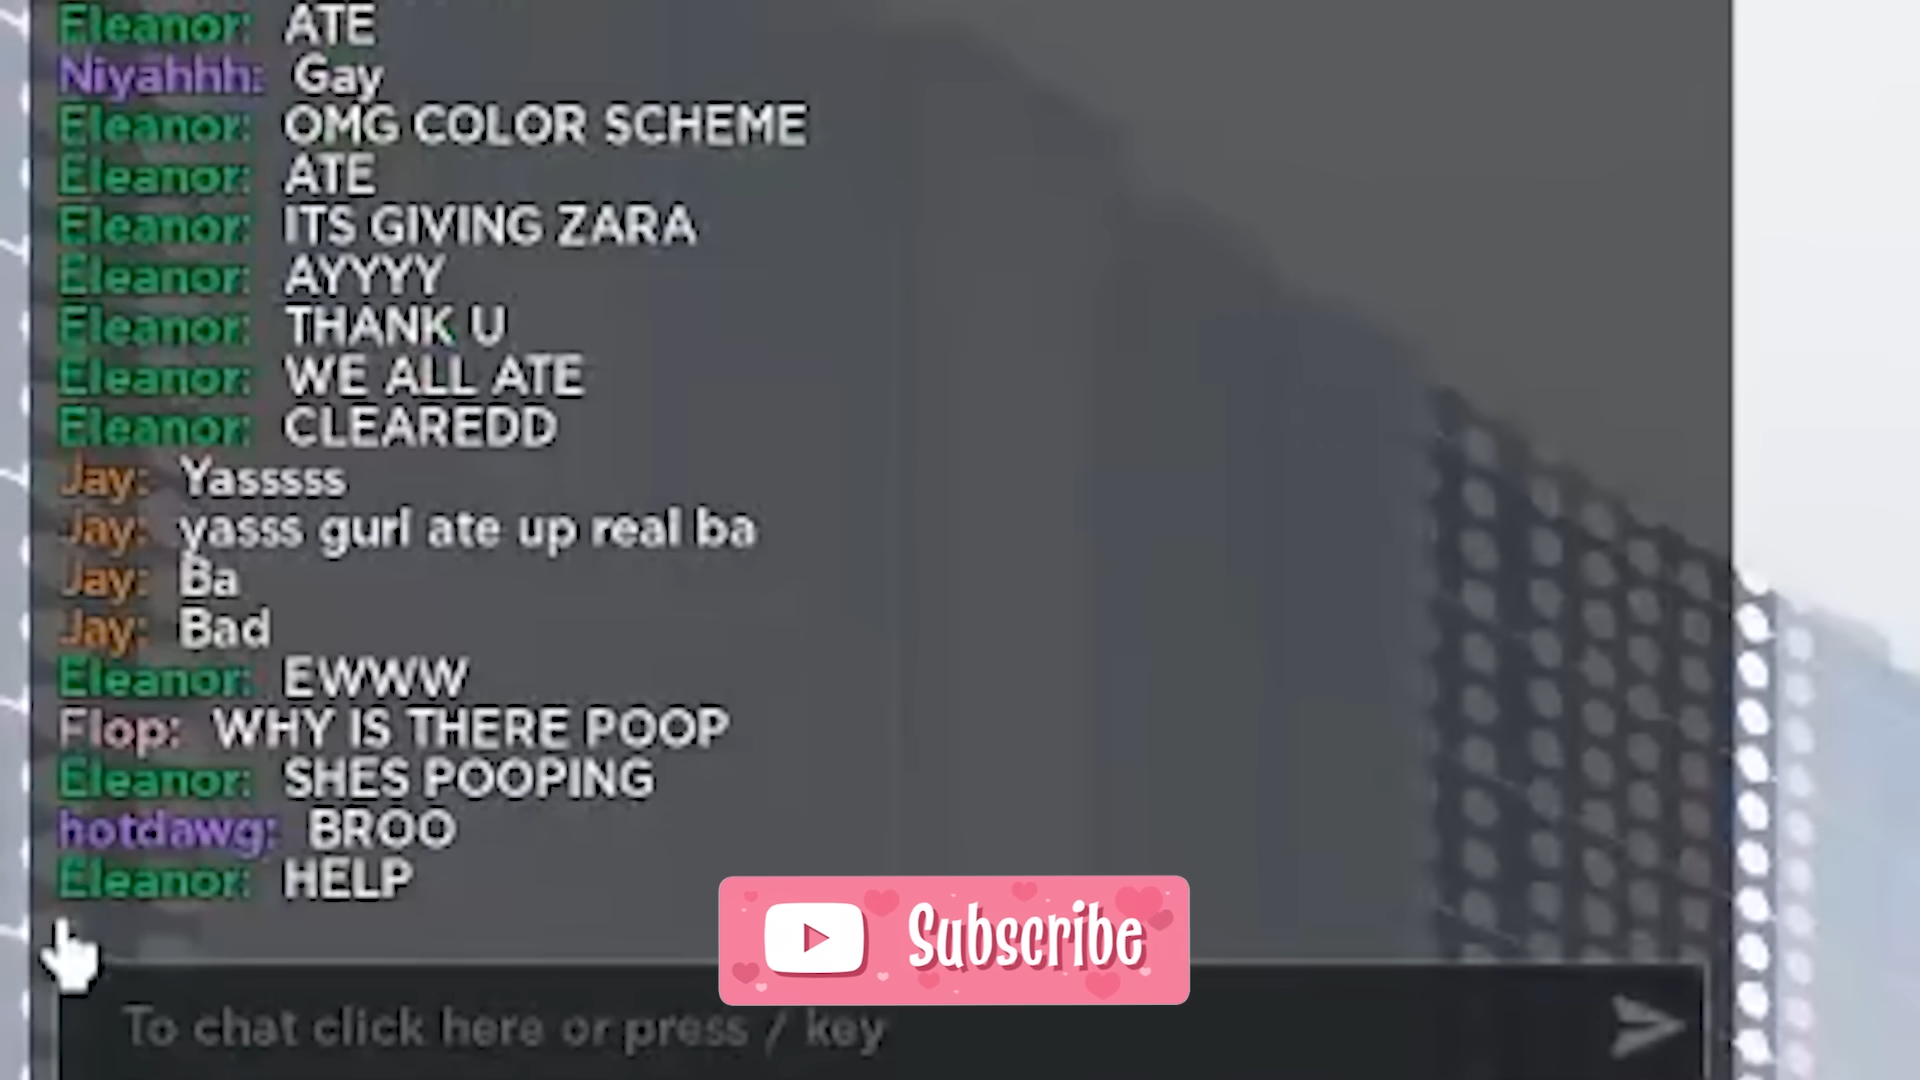 Eleanor: ATE
Niyahhh: Gay
Eleanor: OMG COLOR SCHEME
Eleanor: ATE
Eleanor: ITS GIVING ZARA
Eleanor: AYYYY
Eleanor: THANK U
Eleanor: WE ALL ATE
Eleanor: CLEAREDD
Jay: Yasssss
Jay: yasss gurl ate up real ba
Jay: Ba
Jay: Bad
Eleanor: EWWW
Flop: WHY IS THERE POOP
Eleanor: SHES POOPING
hotdawg: BROO
Eleanor: HELP
Subscribe
To chat click here or press / key